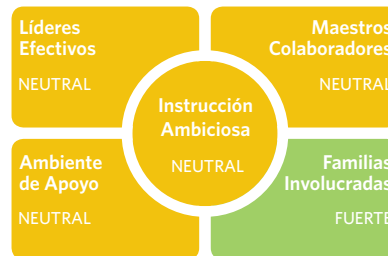 Líderes
Efectivos
NEUTRAL
Maestros
Colaboradores
NEUTRAL
Instrucción
Ambiciosa
NEUTRAL
Ambiente
de Apoyo
NEUTRAL
Familias
Involucradas
FUERTE